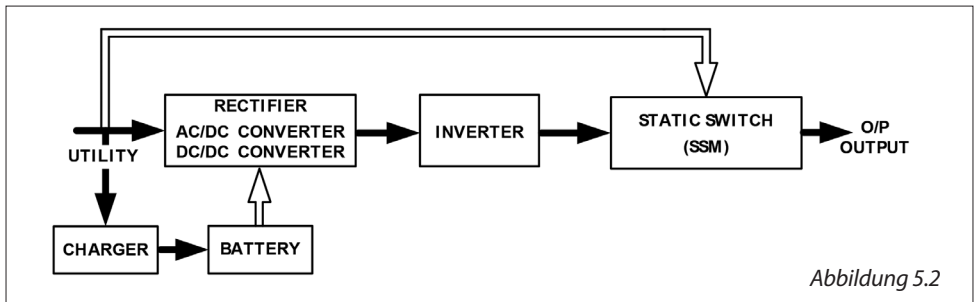 RECTIFIER
AC/DC CONVERTER
DC/DC CONVERTER
INVERTER
STATIC SWITCH
(SSM)
O/P
OUTPUT
UTILITY
CHARGER
BATTERY
Abbildung 5.2